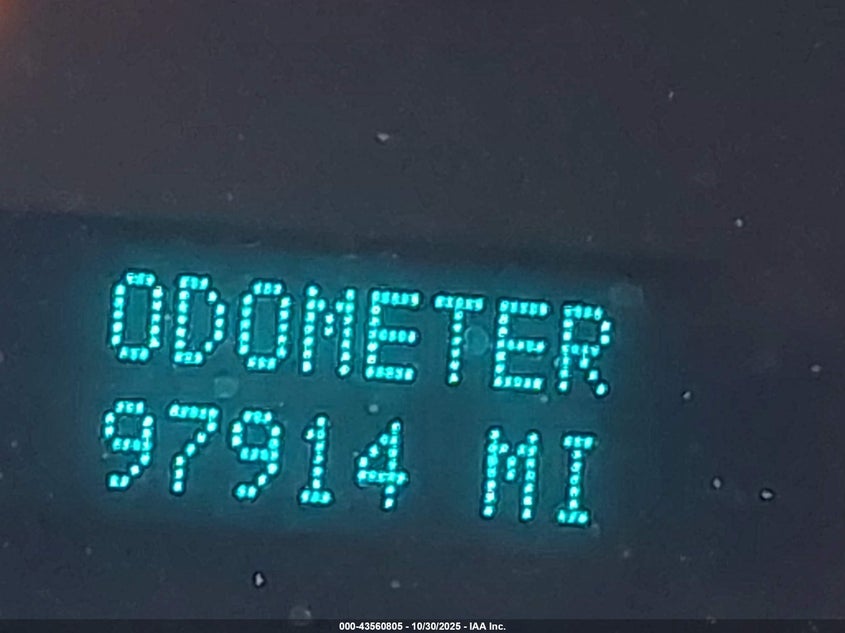 ODOMETER
97914 MI
000-43560805 - 10/30/2025 - IAA Inc.